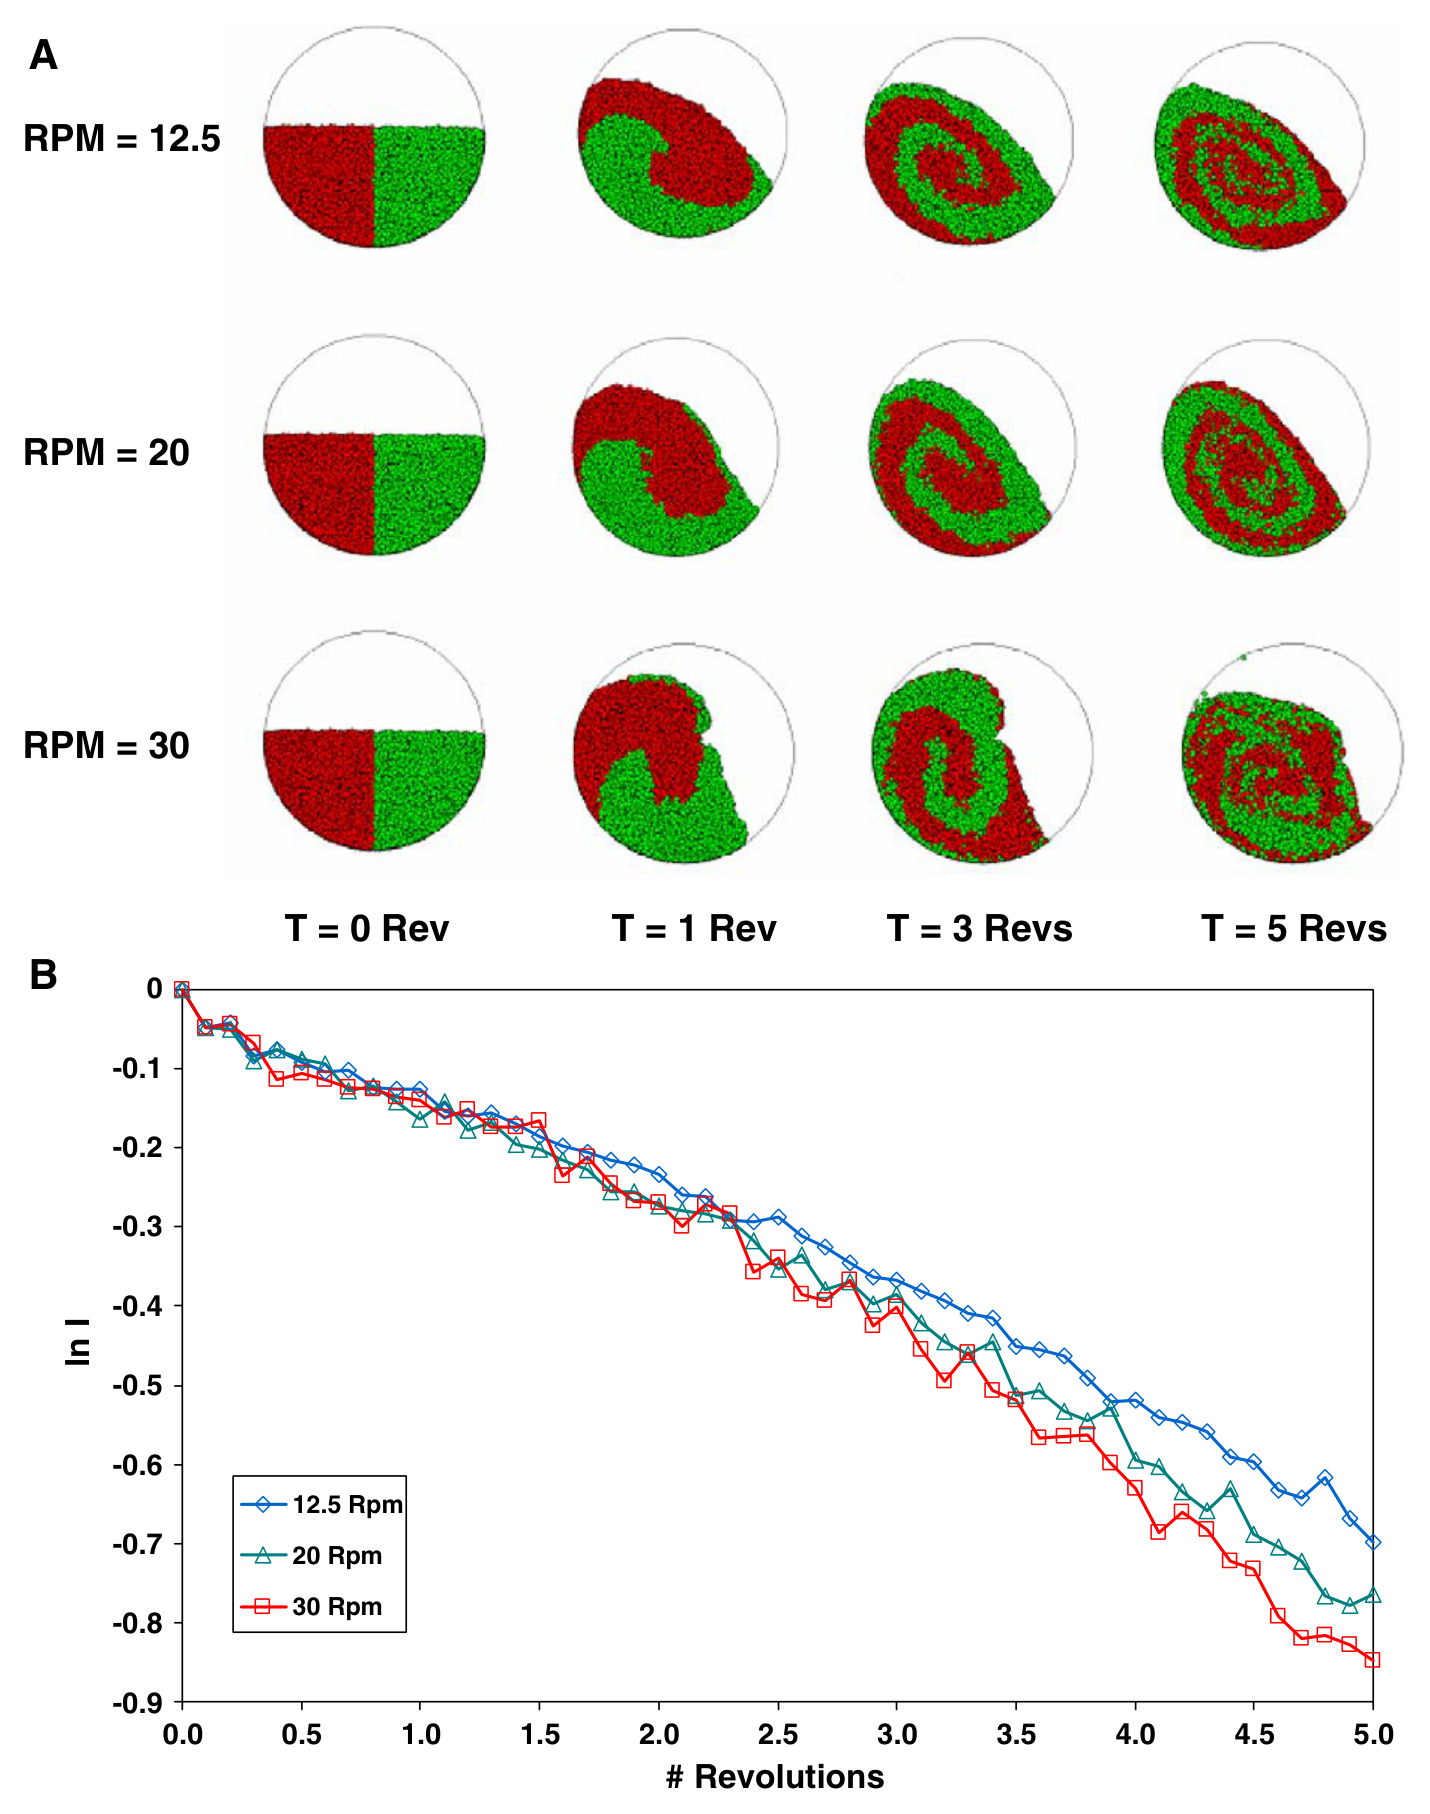 A
RPM = 12.5
RPM = 20
RPM = 30
T = 0 Rev
T = 1 Rev
T = 3 Revs
T = 5 Revs
B
0
-0.1
-0.2
-0.3
-0.4
-0.5
-0.6
-0.7
-0.8
-0.9
ln I
12.5 Rpm
20 Rpm
30 Rpm
0.0
0.5
1.0
1.5
2.0
2.5
3.0
3.5
4.0
4.5
5.0
# Revolutions